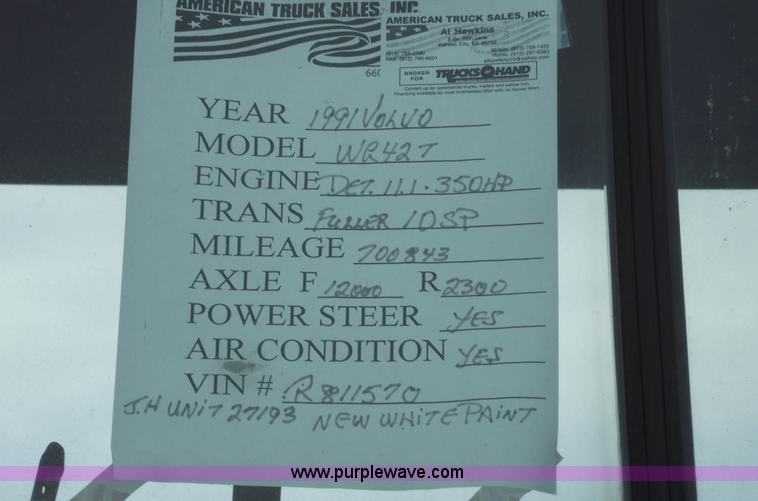 AMERICAN TRUCK SALES, INC.
AMERICAN TRUCK SALES, INC.
Al Hawkins
BROKER FOR TRUCKS @ HAND
660
YEAR 1991 VOLVO
MODEL WR42T
ENGINE DET. 11.1 - 350HP
TRANS FULLER 10SP
MILEAGE 700843
AXLE F 12000 R 2300
POWER STEER YES
AIR CONDITION YES
VIN # R811570
J.H UNIT 27193 NEW WHITE PAINT
www.purplewave.com